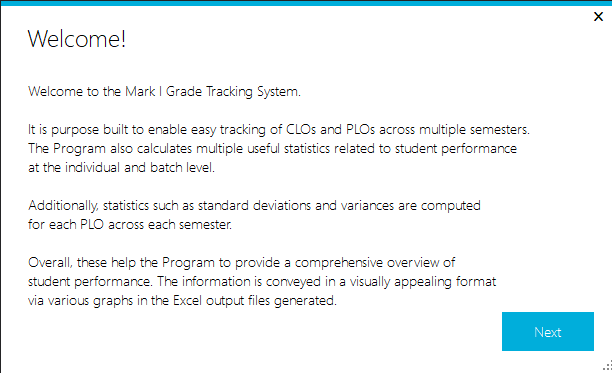 Welcome!
Welcome to the Mark I Grade Tracking System.
It is purpose built to enable easy tracking of CLOs and PLOs across multiple semesters.
The Program also calculates multiple useful statistics related to student performance
at the individual and batch level.
Additionally, statistics such as standard deviations and variances are computed
for each PLO across each semester.
Overall, these help the Program to provide a comprehensive overview of
student performance. The information is conveyed in a visually appealing format
via various graphs in the Excel output files generated.
Next